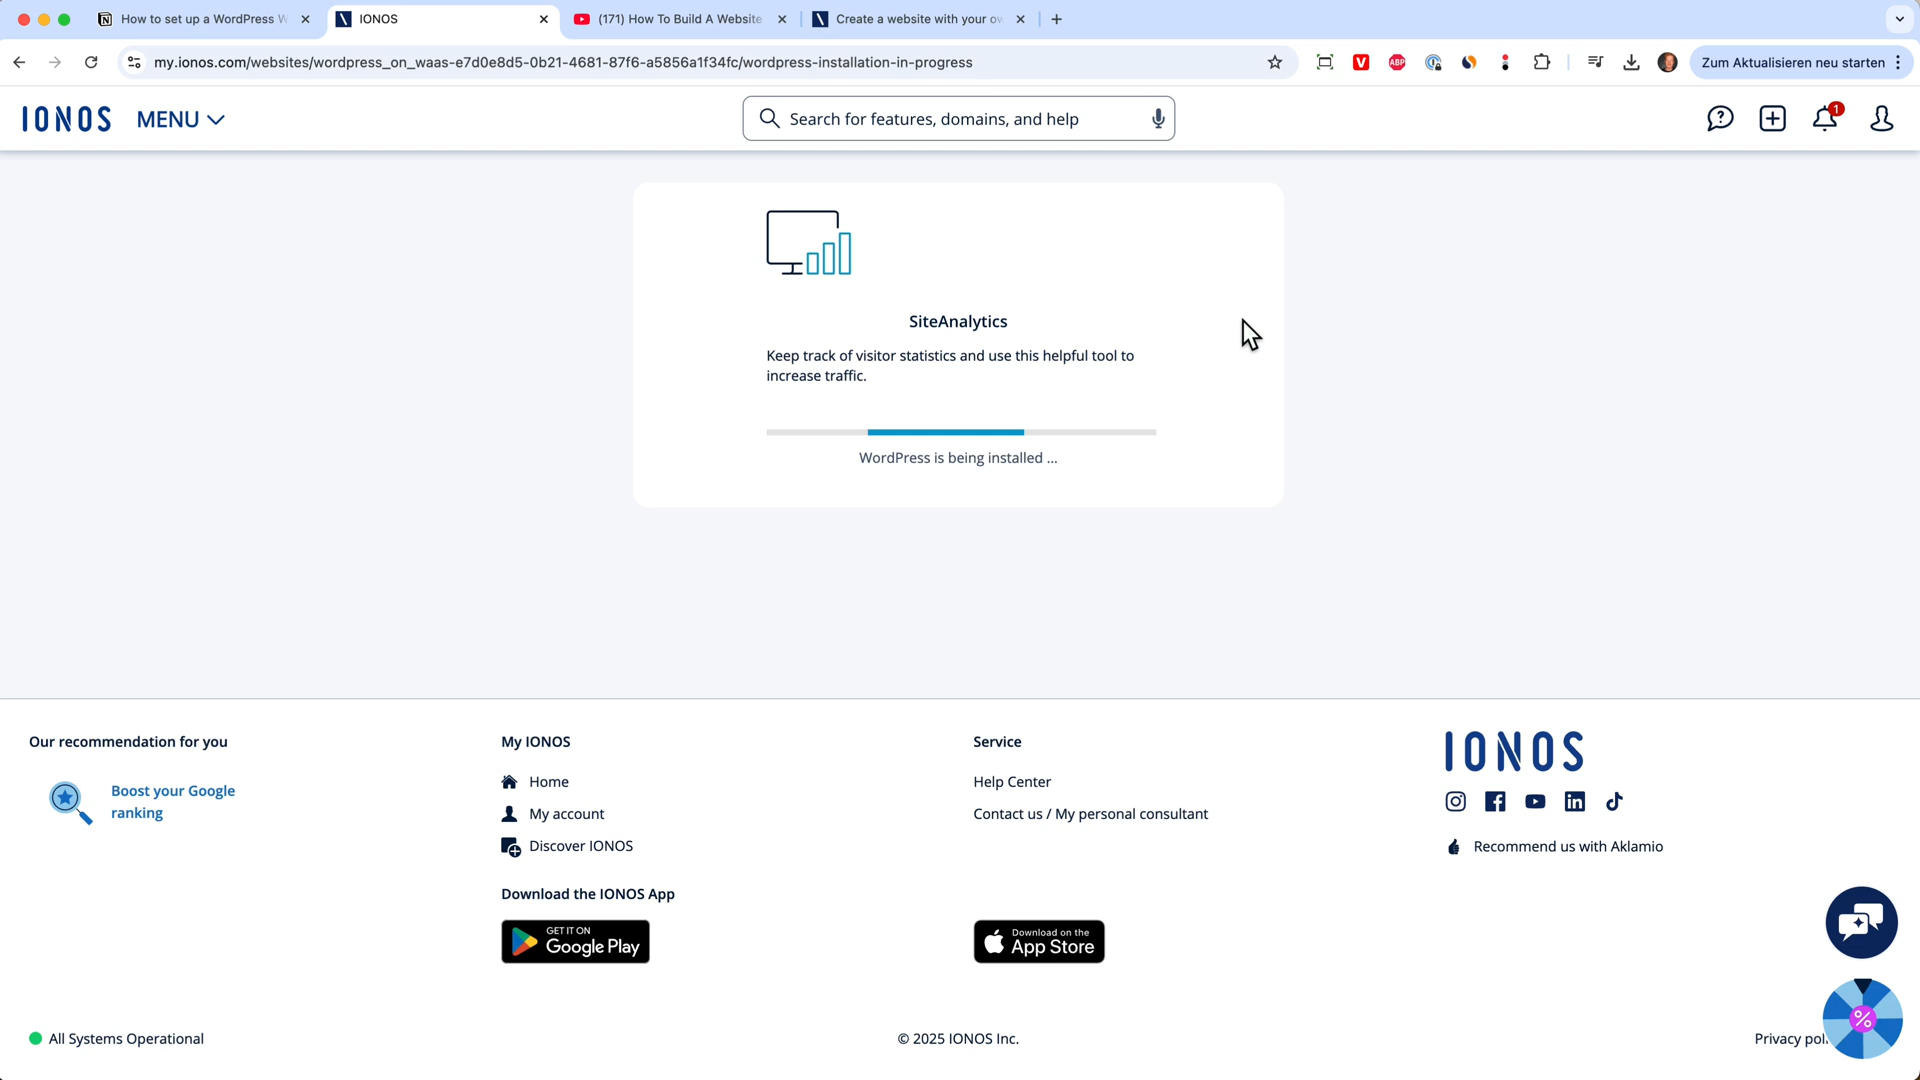 How to set up a WordPress W
IONOS
(171) How To Build A Website
Create a website with your ow
my.ionos.com/websites/wordpress_on_waas-e7d0e8d5-0b21-4681-87f6-a5856a1f34fc/wordpress-installation-in-progress
V
ABP
Zum Aktualisieren neu starten
IONOS
MENU
Search for features, domains, and help
1
SiteAnalytics
Keep track of visitor statistics and use this helpful tool to
increase traffic.
WordPress is being installed ...
Our recommendation for you
Boost your Google
ranking
My IONOS
Home
My account
Discover IONOS
Download the IONOS App
GET IT ON
Google Play
Service
Help Center
Contact us / My personal consultant
Download on the
App Store
IONOS
Recommend us with Aklamio
%
All Systems Operational
© 2025 IONOS Inc.
Privacy poli